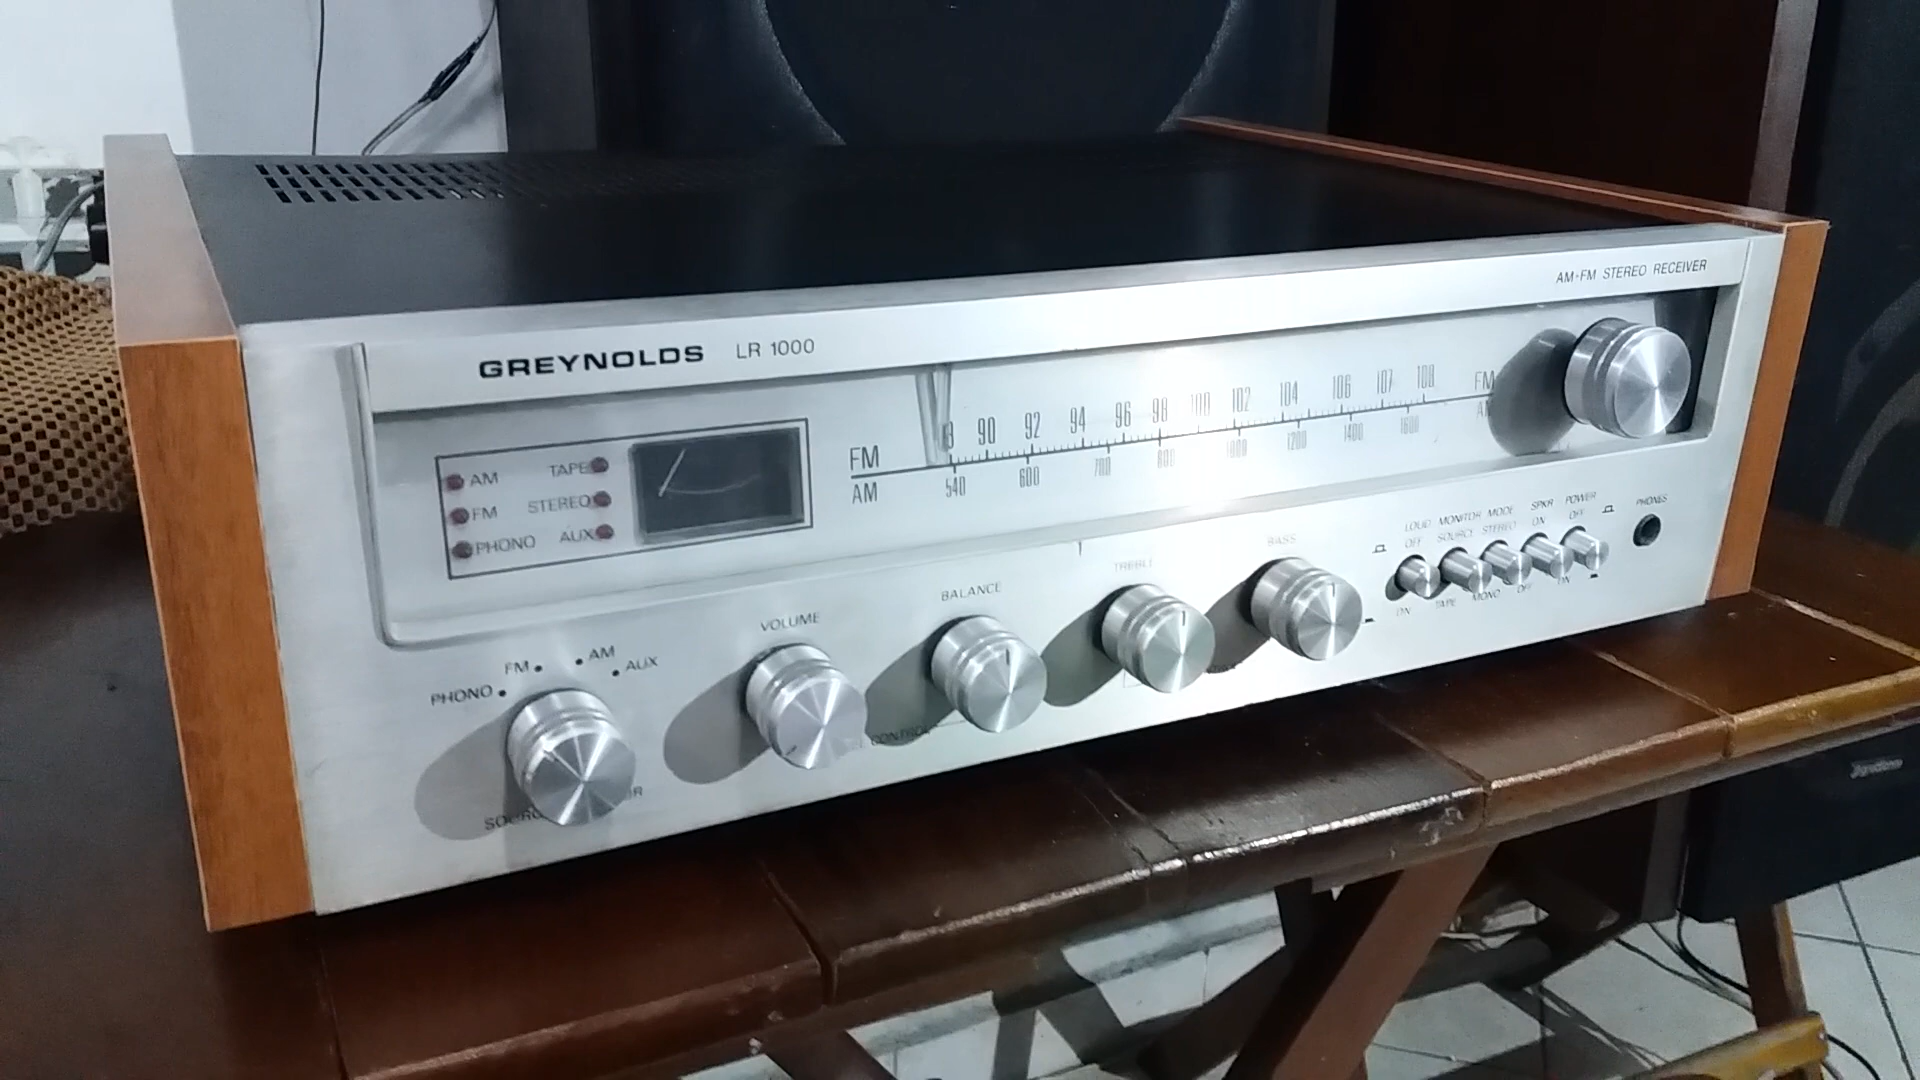 AM•FM STEREO RECEIVER
GREYNOLDS LR 1000
FM 90 92 94 96 98 100 102 104 106 107 108 FM
AM 540 600 700 800 1000 1200 1400 1600
AM TAPE
FM STEREO
PHONO AUX
LOUD MONITOR MODE SPKR POWER PHONES
OFF SOURCE STEREO ON OFF
ON TAPE MONO OFF ON
FM AM
PHONO AUX
VOLUME
BALANCE
TREBLE
BASS
CONTROL